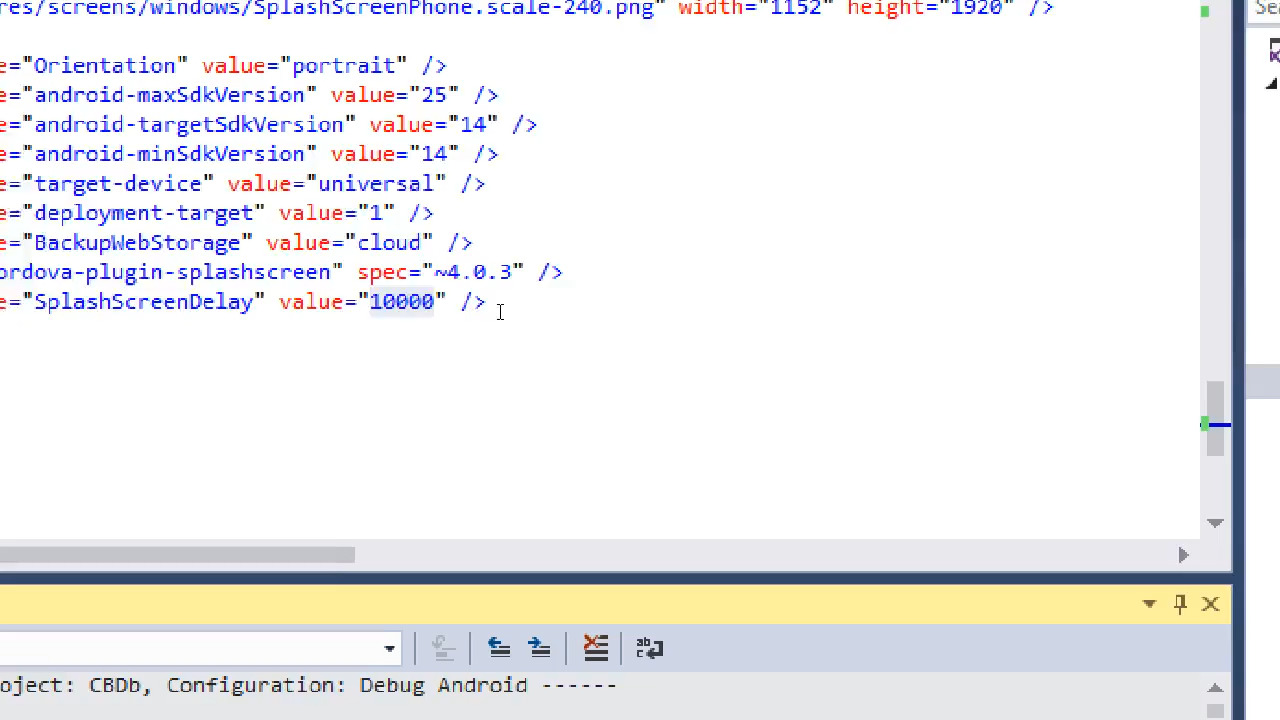 res/screens/windows/SplashScreenPhone.scale-240.png" width="1152" height="1920" />
e="Orientation" value="portrait" />
e="android-maxSdkVersion" value="25" />
e="android-targetSdkVersion" value="14" />
e="android-minSdkVersion" value="14" />
e="target-device" value="universal" />
e="deployment-target" value="1" />
e="BackupWebStorage" value="cloud" />
ordova-plugin-splashscreen" spec="~4.0.3" />
e="SplashScreenDelay" value="10000" />
oject: CBDb, Configuration: Debug Android ------
Sea